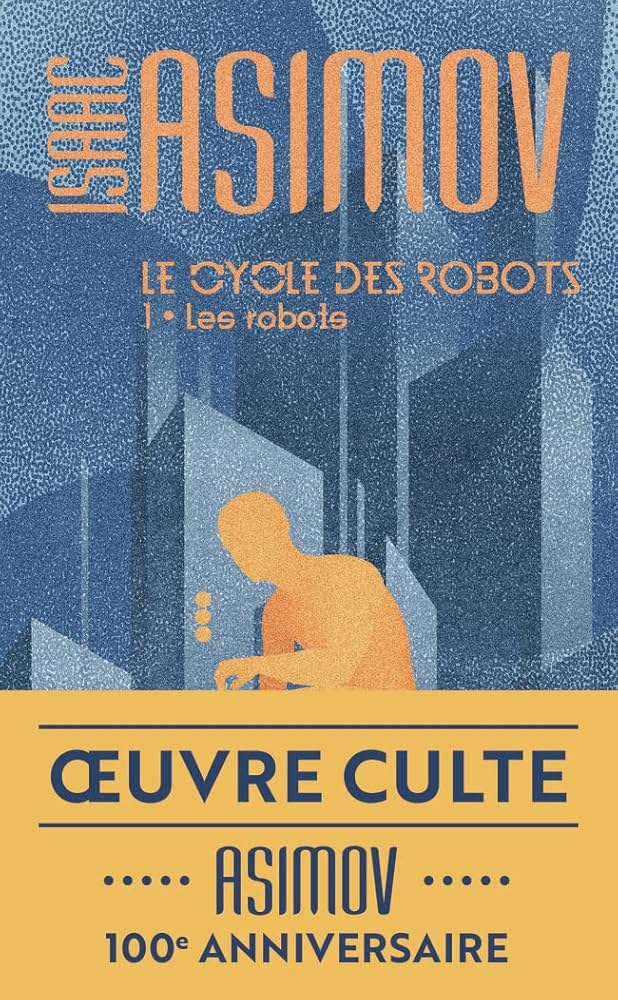 ISAAC
ASIMOV
LE CYCLE DES ROBOTS
1 • Les robots
ŒUVRE CULTE
••••• ASIMOV •••••
100e ANNIVERSAIRE